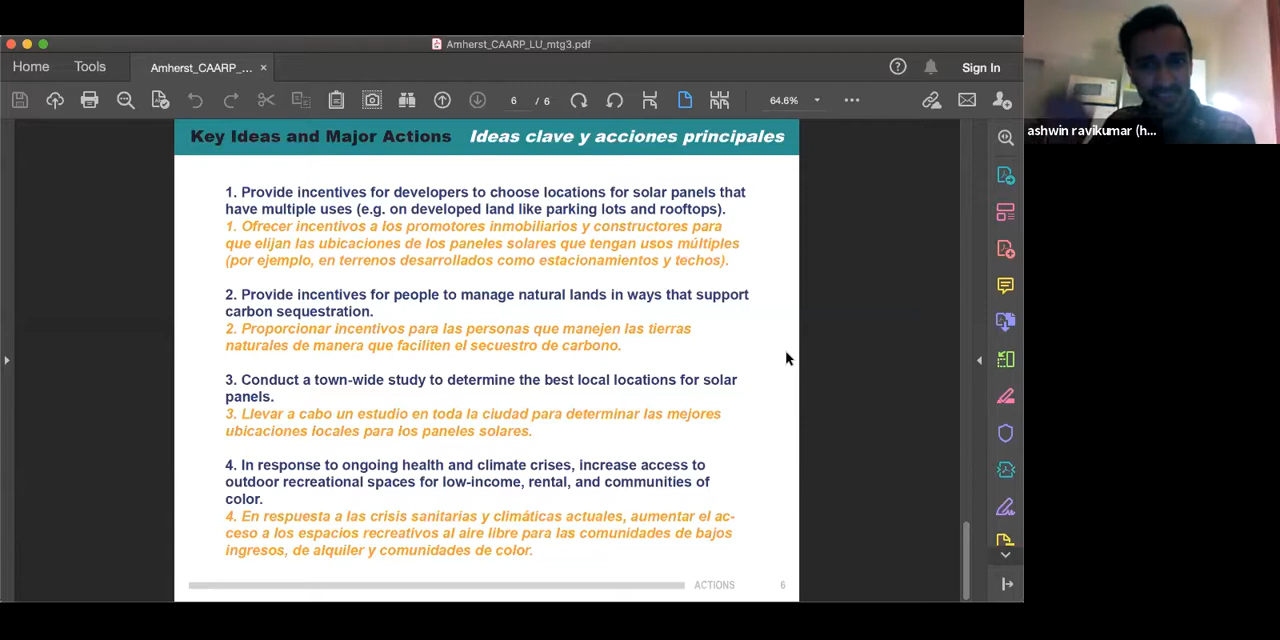 Amherst_CAARP_LU_mtg3.pdf
Home Tools Amherst_CAARP_... × Sign In
6 / 6 64.6%
Key Ideas and Major Actions Ideas clave y acciones principales
1. Provide incentives for developers to choose locations for solar panels that
have multiple uses (e.g. on developed land like parking lots and rooftops).
1. Ofrecer incentivos a los promotores inmobiliarios y constructores para
que elijan las ubicaciones de los paneles solares que tengan usos múltiples
(por ejemplo, en terrenos desarrollados como estacionamientos y techos).
2. Provide incentives for people to manage natural lands in ways that support
carbon sequestration.
2. Proporcionar incentivos para las personas que manejen las tierras
naturales de manera que faciliten el secuestro de carbono.
3. Conduct a town-wide study to determine the best local locations for solar
panels.
3. Llevar a cabo un estudio en toda la ciudad para determinar las mejores
ubicaciones locales para los paneles solares.
4. In response to ongoing health and climate crises, increase access to
outdoor recreational spaces for low-income, rental, and communities of
color.
4. En respuesta a las crisis sanitarias y climáticas actuales, aumentar el ac-
ceso a los espacios recreativos al aire libre para las comunidades de bajos
ingresos, de alquiler y comunidades de color.
ACTIONS 6
ashwin ravikumar (h...